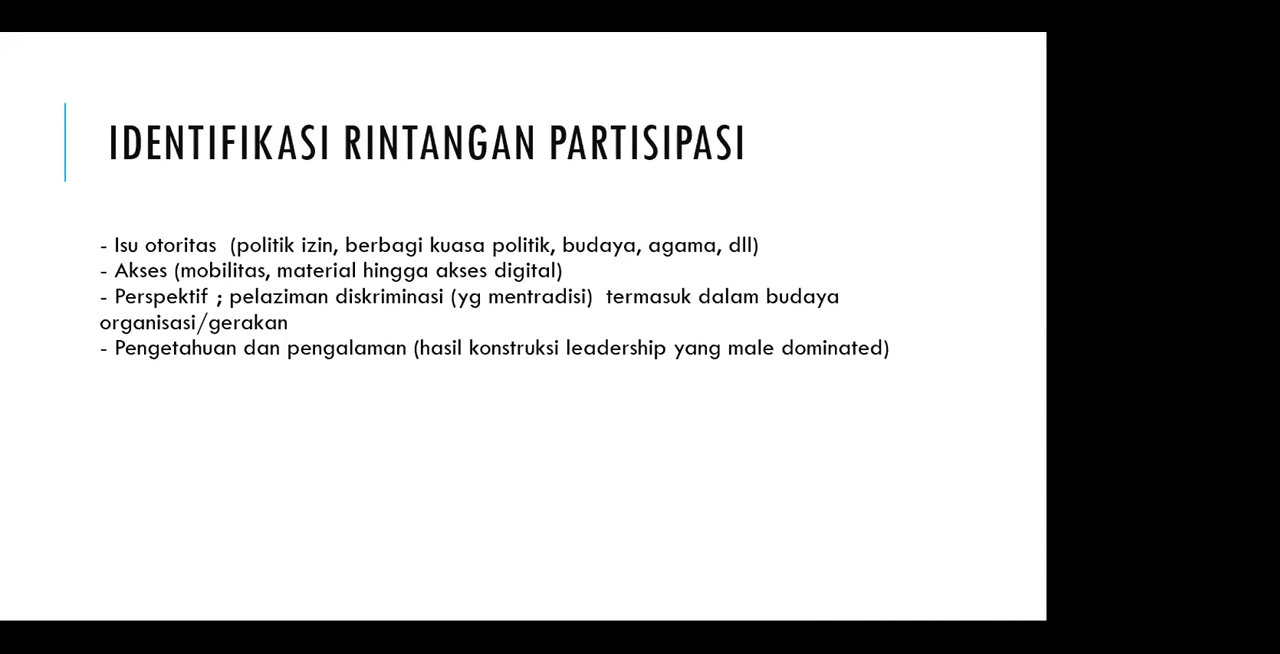 IDENTIFIKASI RINTANGAN PARTISIPASI
- Isu otoritas  (politik izin, berbagi kuasa politik, budaya, agama, dll)
- Akses (mobilitas, material hingga akses digital)
- Perspektif ; pelaziman diskriminasi (yg mentradisi)  termasuk dalam budaya
organisasi/gerakan
- Pengetahuan dan pengalaman (hasil konstruksi leadership yang male dominated)